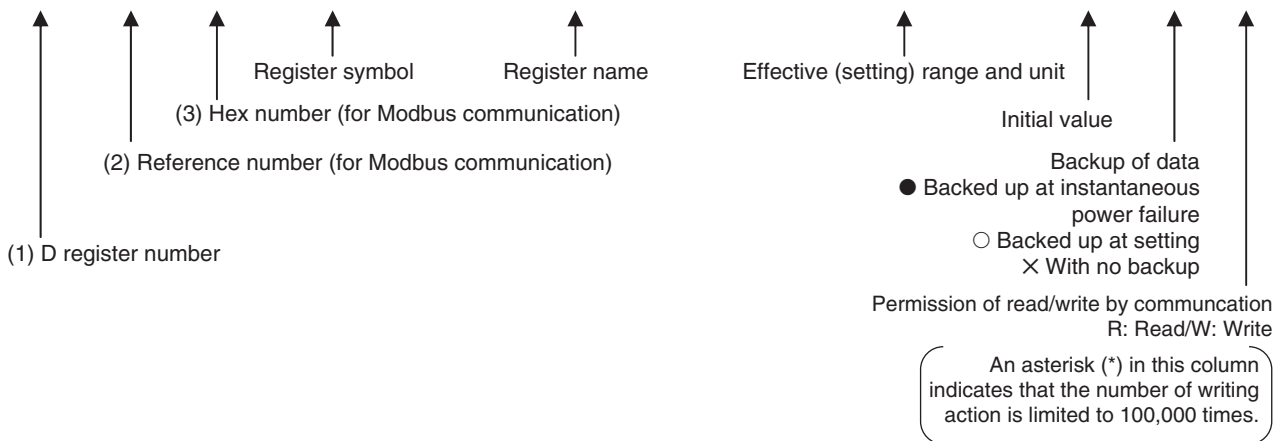 Register symbol
Register name
Effective (setting) range and unit
(3) Hex number (for Modbus communication)
Initial value
(2) Reference number (for Modbus communication)
Backup of data
● Backed up at instantaneous
power failure
○ Backed up at setting
× With no backup
(1) D register number
Permission of read/write by communcation
R: Read/W: Write
An asterisk (*) in this column
indicates that the number of writing
action is limited to 100,000 times.